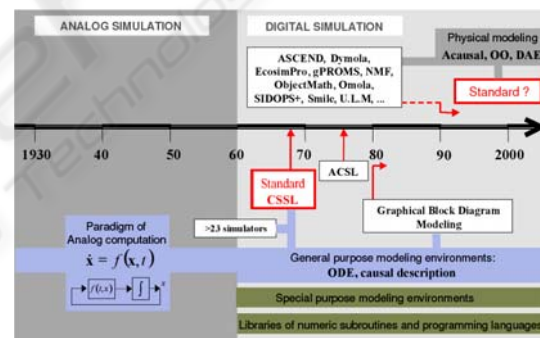 ANALOG SIMULATION
DIGITAL SIMULATION
Physical modeling
Acausal, OO, DAE
ASCEND, Dymola,
EcosimPro, gPROMS, NMF,
ObjectMath, Omola,
SIDOPS+, Smile, U.L.M, ...
Standard ?
1930 40 50 60 70 80 90 2000
Standard
CSSL
ACSL
Graphical Block Diagram
Modeling
>23 simulators
Paradigm of
Analog computation
ẋ = f(x, t)
f(t,x) ∫ x
General purpose modeling environments:
ODE, causal description
Special purpose modeling environments
Libraries of numeric subroutines and programming languages